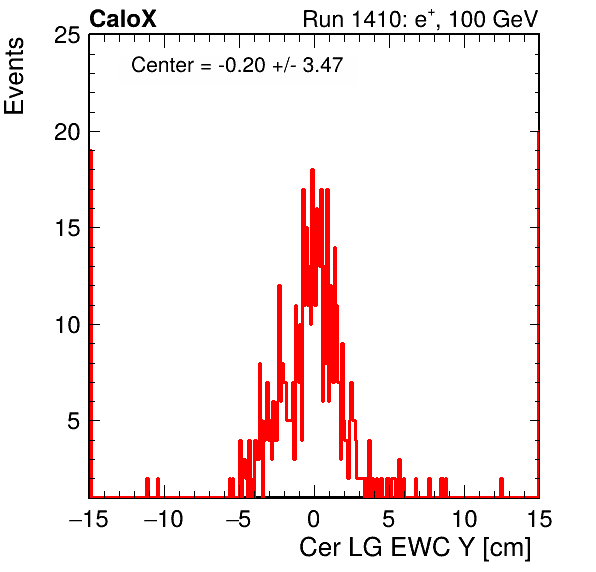 CaloX Run 1410: e⁺, 100 GeV
Center = -0.20 +/- 3.47
Events
25
20
15
10
5
−15 −10 −5 0 5 10 15
Cer LG EWC Y [cm]